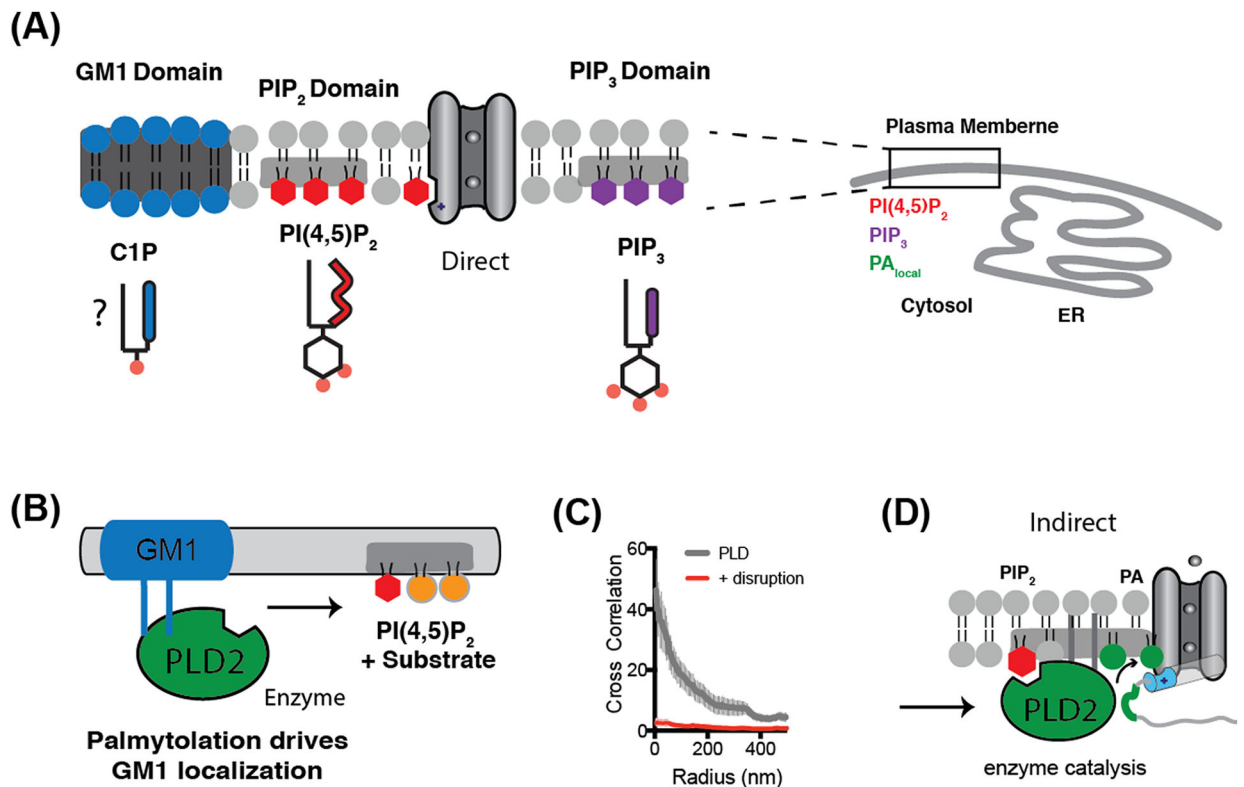 (A)
GM1 Domain
PIP2 Domain
PIP3 Domain
Plasma Memberne
+
PI(4,5)P2
PIP3
PAlocal
Cytosol
ER
C1P
?
PI(4,5)P2
Direct
PIP3
(B)
GM1
PLD2
Enzyme
PI(4,5)P2
+ Substrate
Palmytolation drives
GM1 localization
(C)
Cross Correlation
60
40
20
0
0
200
400
Radius (nm)
PLD
+ disruption
(D)
Indirect
PIP2
PA
+
PLD2
enzyme catalysis